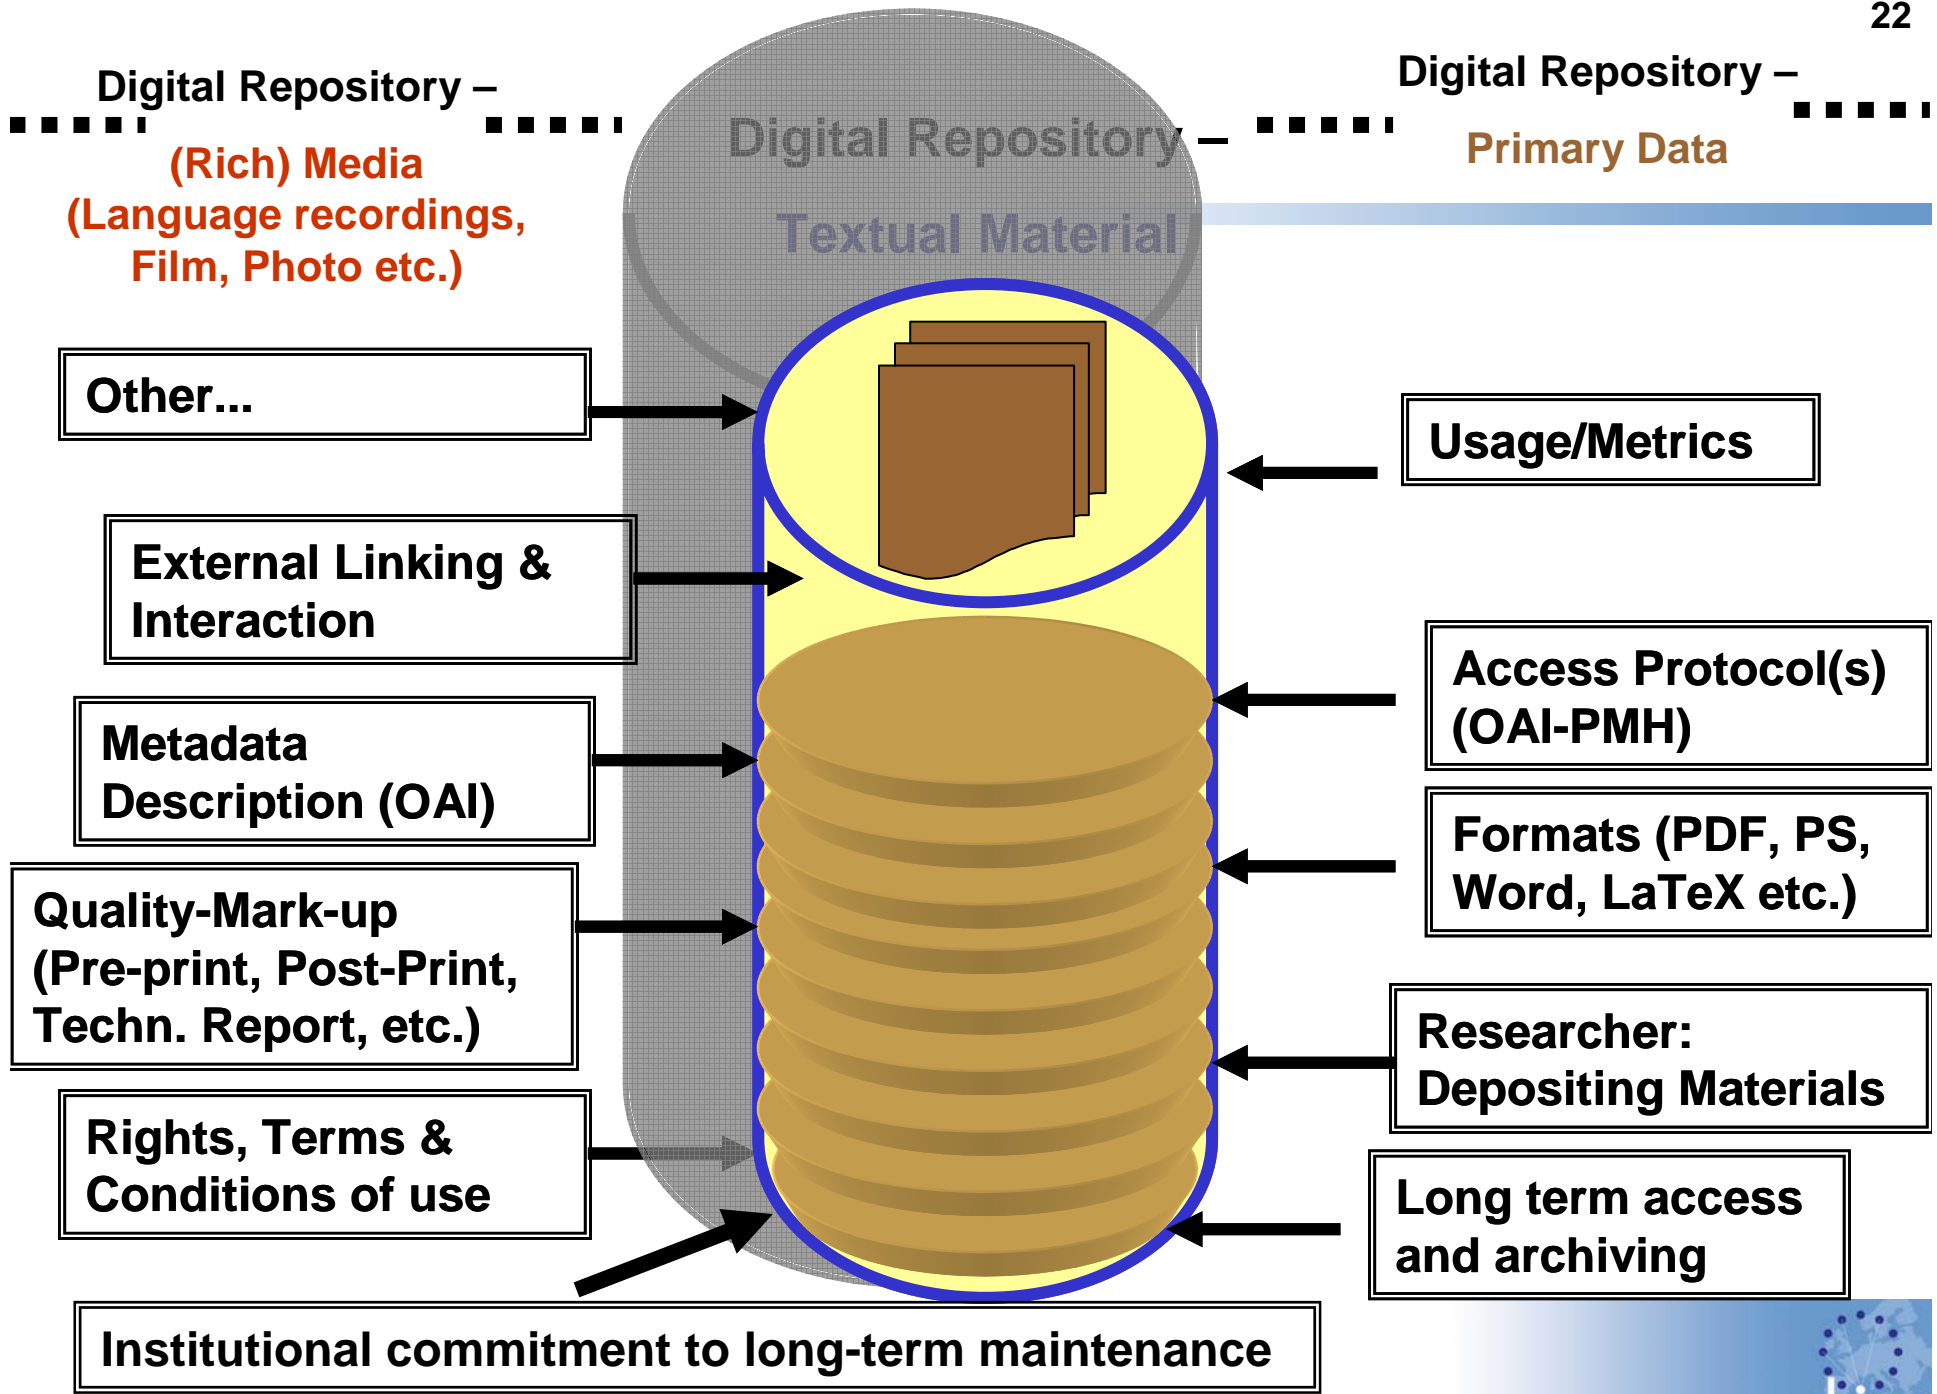 22
Digital Repository –
(Rich) Media
(Language recordings,
Film, Photo etc.)
Digital Repository –
Textual Material
Digital Repository –
Primary Data
Other...
External Linking &
Interaction
Metadata
Description (OAI)
Quality-Mark-up
(Pre-print, Post-Print,
Techn. Report, etc.)
Rights, Terms &
Conditions of use
Usage/Metrics
Access Protocol(s)
(OAI-PMH)
Formats (PDF, PS,
Word, LaTeX etc.)
Researcher:
Depositing Materials
Long term access
and archiving
Institutional commitment to long-term maintenance